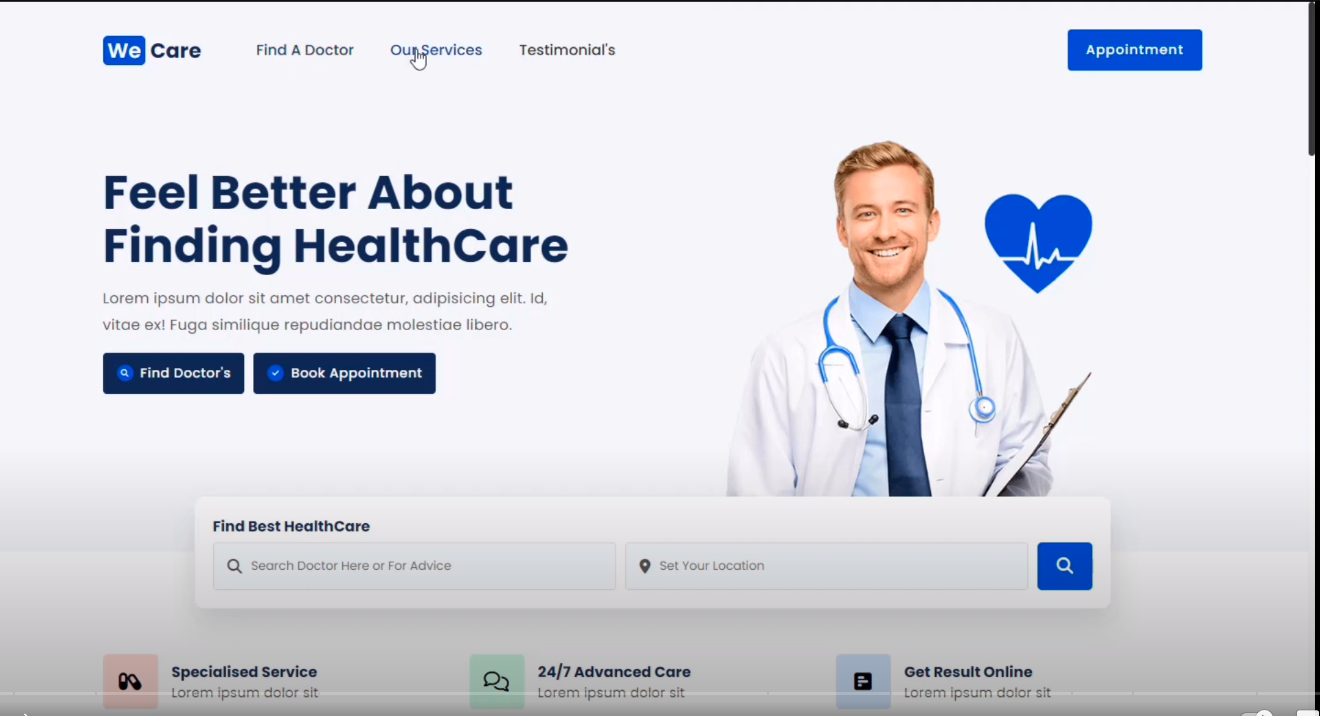 We Care Find A Doctor Our Services Testimonial's Appointment
Feel Better About
Finding HealthCare
Lorem ipsum dolor sit amet consectetur, adipisicing elit. Id,
vitae ex! Fuga similique repudiandae molestiae libero.
Find Doctor's Book Appointment
Find Best HealthCare
Search Doctor Here or For Advice Set Your Location
Specialised Service 24/7 Advanced Care Get Result Online
Lorem ipsum dolor sit Lorem ipsum dolor sit Lorem ipsum dolor sit